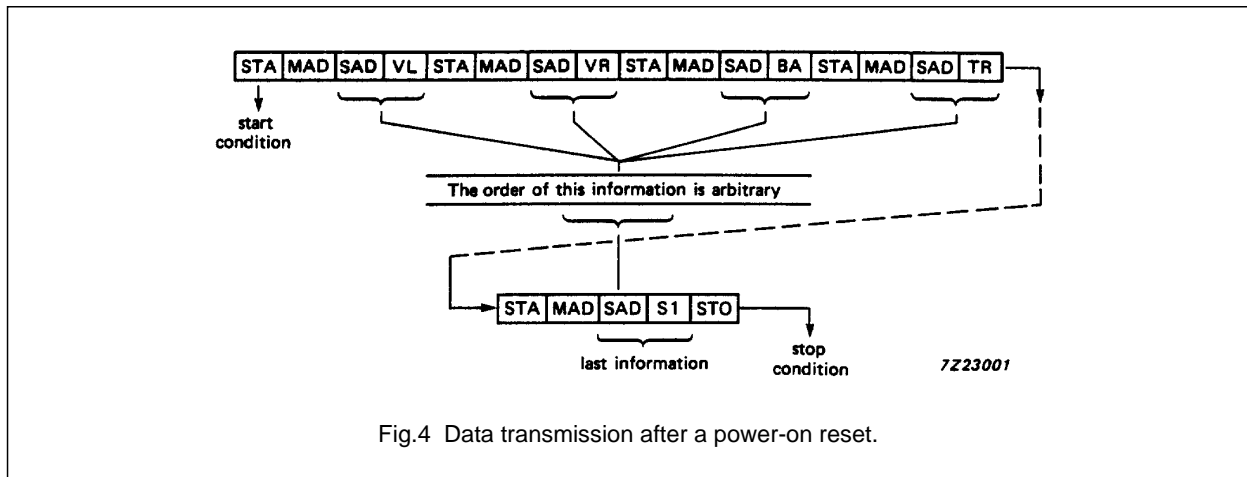 STA MAD SAD VL STA MAD SAD VR STA MAD SAD BA STA MAD SAD TR
start
condition
The order of this information is arbitrary
STA MAD SAD S1 STO
last information
stop
condition
7Z23001
Fig.4 Data transmission after a power-on reset.